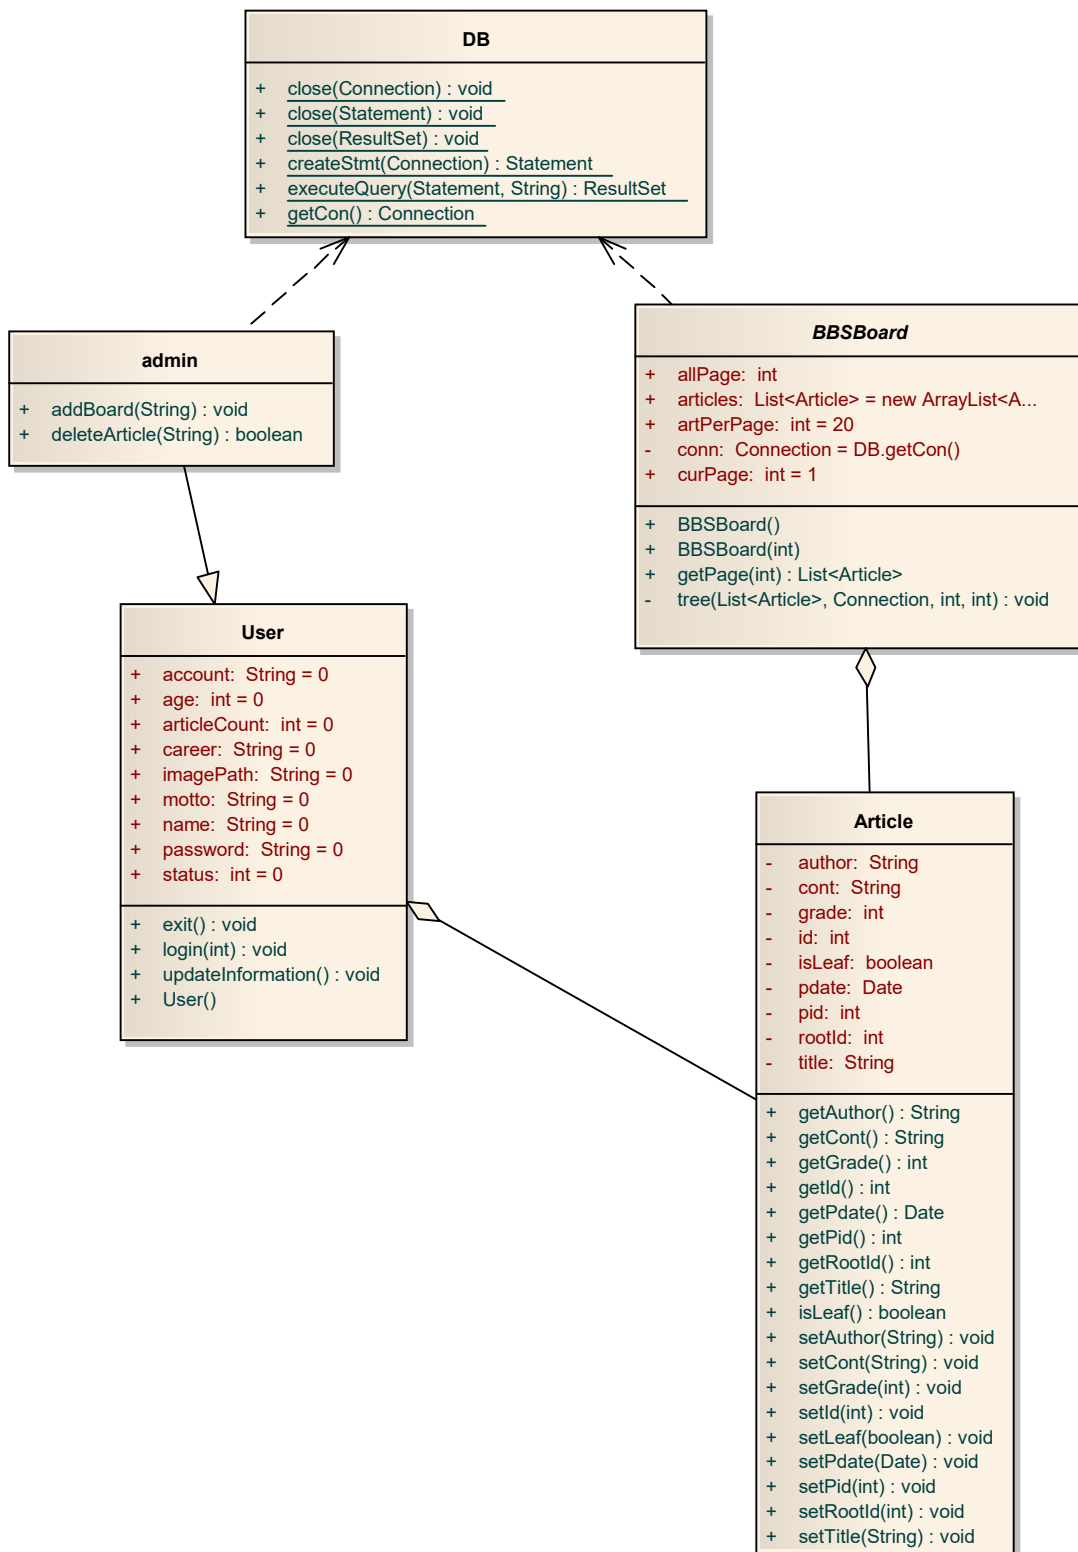 DB
+ close(Connection) : void
+ close(Statement) : void
+ close(ResultSet) : void
+ createStmt(Connection) : Statement
+ executeQuery(Statement, String) : ResultSet
+ getCon() : Connection
admin
+ addBoard(String) : void
+ deleteArticle(String) : boolean
BBSBoard
+ allPage: int
+ articles: List<Article> = new ArrayList<A...
+ artPerPage: int = 20
- conn: Connection = DB.getCon()
+ curPage: int = 1
+ BBSBoard()
+ BBSBoard(int)
+ getPage(int) : List<Article>
- tree(List<Article>, Connection, int, int) : void
User
+ account: String = 0
+ age: int = 0
+ articleCount: int = 0
+ career: String = 0
+ imagePath: String = 0
+ motto: String = 0
+ name: String = 0
+ password: String = 0
+ status: int = 0
+ exit() : void
+ login(int) : void
+ updateInformation() : void
+ User()
Article
- author: String
- cont: String
- grade: int
- id: int
- isLeaf: boolean
- pdate: Date
- pid: int
- rootId: int
- title: String
+ getAuthor() : String
+ getCont() : String
+ getGrade() : int
+ getId() : int
+ getPdate() : Date
+ getPid() : int
+ getRootId() : int
+ getTitle() : String
+ isLeaf() : boolean
+ setAuthor(String) : void
+ setCont(String) : void
+ setGrade(int) : void
+ setId(int) : void
+ setLeaf(boolean) : void
+ setPdate(Date) : void
+ setPid(int) : void
+ setRootId(int) : void
+ setTitle(String) : void